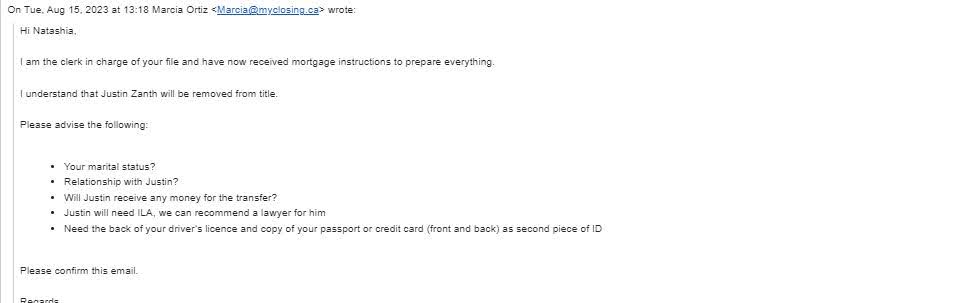 On Tue, Aug 15, 2023 at 13:18 Marcia Ortiz <Marcia@myclosing.ca> wrote:
Hi Natashia,
I am the clerk in charge of your file and have now received mortgage instructions to prepare everything.
I understand that Justin Zanth will be removed from title.
Please advise the following:
• Your marital status?
• Relationship with Justin?
• Will Justin receive any money for the transfer?
• Justin will need ILA, we can recommend a lawyer for him
• Need the back of your driver's licence and copy of your passport or credit card (front and back) as second piece of ID
Please confirm this email.
Regards